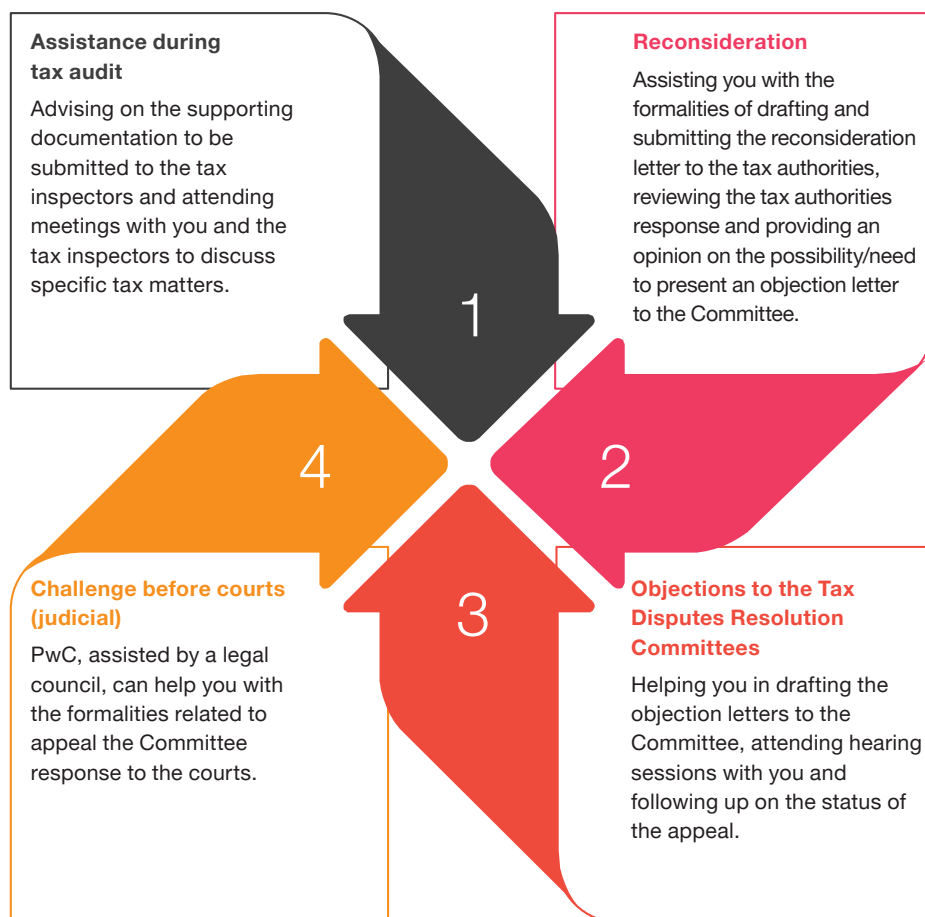 Assistance during
tax audit
Advising on the supporting
documentation to be
submitted to the tax
inspectors and attending
meetings with you and the
tax inspectors to discuss
specific tax matters.
1
Reconsideration
Assisting you with the
formalities of drafting and
submitting the reconsideration
letter to the tax authorities,
reviewing the tax authorities
response and providing an
opinion on the possibility/need
to present an objection letter
to the Committee.
2
Objections to the Tax
Disputes Resolution
Committees
Helping you in drafting the
objection letters to the
Committee, attending hearing
sessions with you and
following up on the status of
the appeal.
3
Challenge before courts
(judicial)
PwC, assisted by a legal
council, can help you with
the formalities related to
appeal the Committee
response to the courts.
4